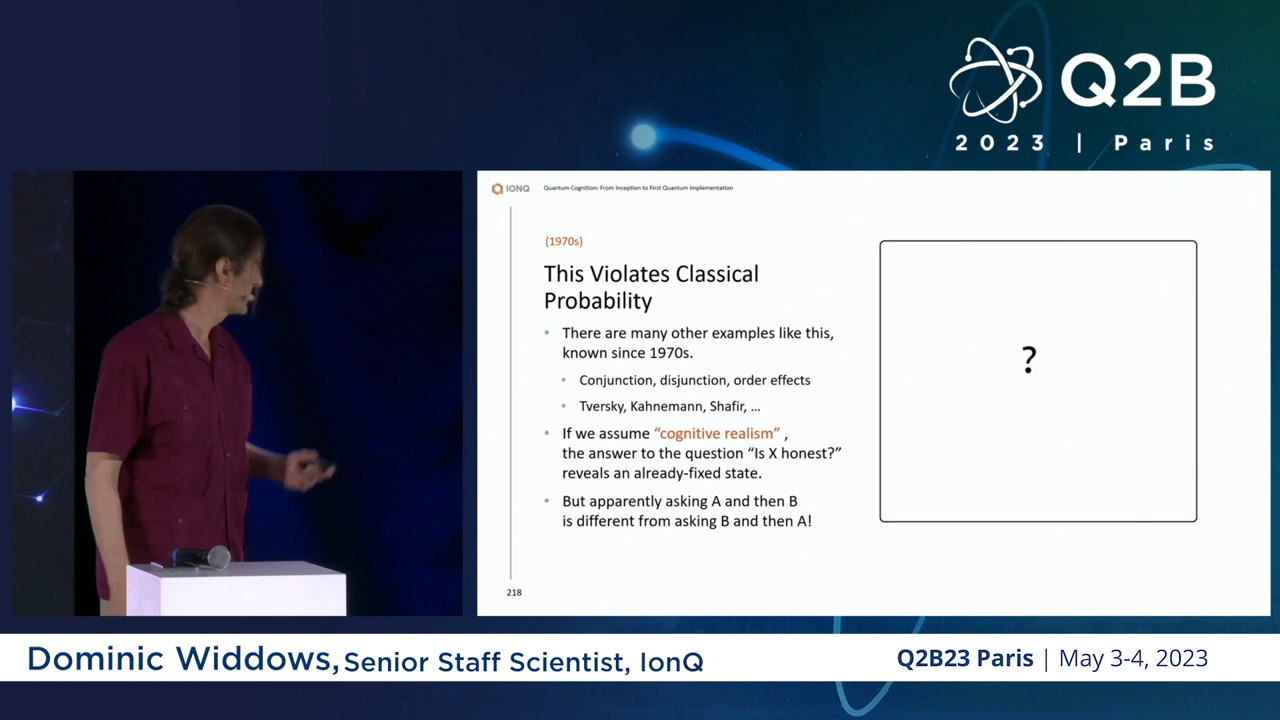 Q2B
2023 | Paris
IONQ
Quantum Cognition: From Inception to First Quantum Implementation
(1970s)
This Violates Classical
Probability
• There are many other examples like this,
known since 1970s.
• Conjunction, disjunction, order effects
• Tversky, Kahnemann, Shafir, ...
• If we assume “cognitive realism” ,
the answer to the question “Is X honest?”
reveals an already-fixed state.
• But apparently asking A and then B
is different from asking B and then A!
?
218
Dominic Widdows, Senior Staff Scientist, IonQ
Q2B23 Paris | May 3-4, 2023